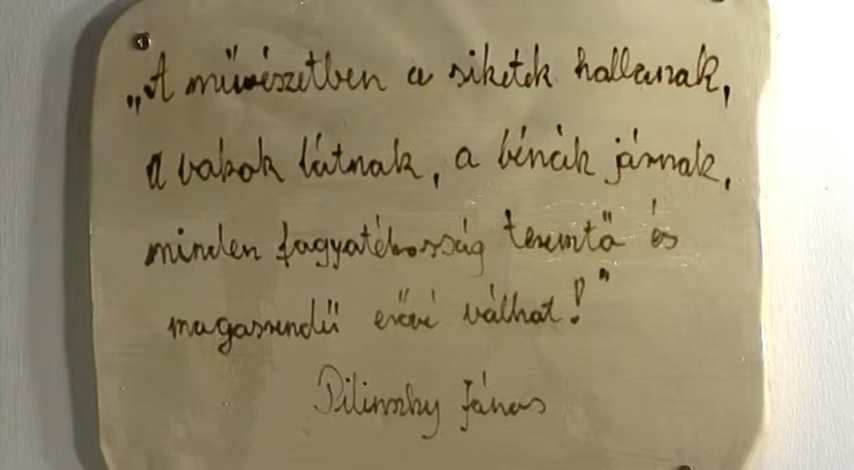 „A művészetben a siketek hallanak,
a vakok látnak, a bénák járnak,
minden fogyatékosság teremtő és
magasrendű erővé válhat!”
Pilinszky János